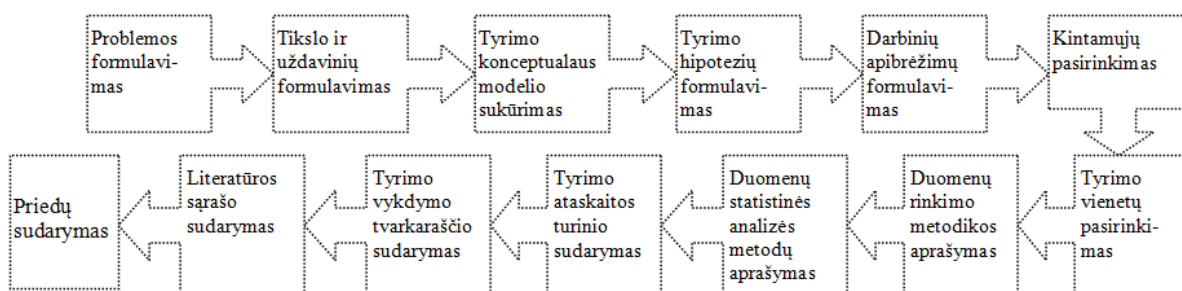 Problemos
formulavi-
mas
Tikslo ir
uždavinių
formulavimas
Tyrimo
konceptualaus
modelio
sukūrimas
Tyrimo
hipotezių
formulavi-
mas
Darbinių
apibrėžimų
formulavi-
mas
Kintamųjų
pasirinkimas
Tyrimo
vienetų
pasirinki-
mas
Duomenų
rinkimo
metodikos
aprašymas
Duomenų
statistinės
analizės
metodų
aprašymas
Tyrimo
ataskaitos
turinio
sudarymas
Tyrimo
vykdymo
tvarkaraščio
sudarymas
Literatūros
sąrašo
sudarymas
Priedų
sudarymas